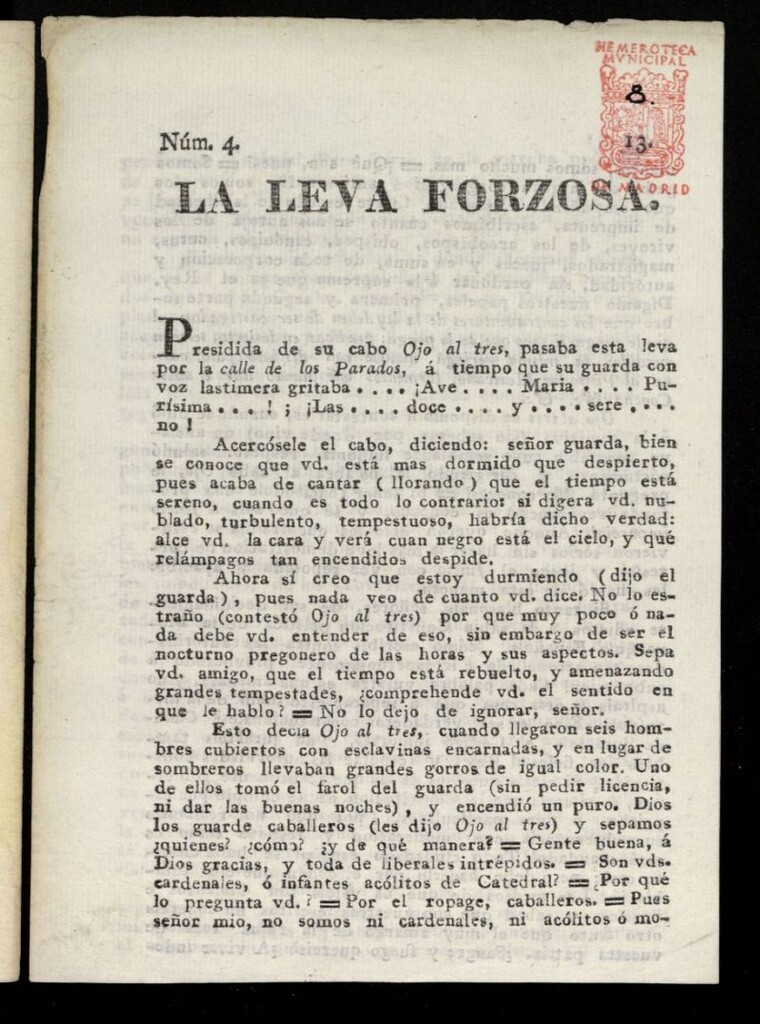 HEMEROTECA
MVNICIPAL
8.
13.
DE MADRID
Núm. 4.
LA LEVA FORZOSA.
Presidida de su cabo Ojo al tres, pasaba esta leva
por la calle de los Parados, á tiempo que su guarda con
voz lastimera gritaba . . . . ¡Ave . . . . Maria . . . . Pu-
rísima . . . ! ; ¡Las . . . . doce . . . . y . . . . sere . . . .
no !
Acercósele el cabo, diciendo: señor guarda, bien
se conoce que vd. está mas dormido que despierto,
pues acaba de cantar ( llorando ) que el tiempo está
sereno, cuando es todo lo contrario: si digera vd. nu-
blado, turbulento, tempestuoso, habría dicho verdad:
alce vd. la cara y verá cuan negro está el cielo, y qué
relámpagos tan encendidos despide.
Ahora sí creo que estoy durmiendo ( dijo el
guarda ) , pues nada veo de cuanto vd. dice. No lo es-
traño (contestó Ojo al tres) por que muy poco ó na-
da debe vd. entender de eso, sin embargo de ser el
nocturno pregonero de las horas y sus aspectos. Sepa
vd. amigo, que el tiempo está rebuelto, y amenazando
grandes tempestades, ¿comprehende vd. el sentido en
que le hablo? = No lo dejo de ignorar, señor.
Esto decia Ojo al tres, cuando llegaron seis hom-
bres cubiertos con esclavinas encarnadas, y en lugar de
sombreros llevaban grandes gorros de igual color. Uno
de ellos tomó el farol del guarda (sin pedir licencia,
ni dar las buenas noches) , y encendió un puro. Dios
los guarde caballeros (les dijo Ojo al tres) y sepamos
¿quienes? ¿cómo? ¿y de qué manera? = Gente buena, á
Dios gracias, y toda de liberales intrépidos. = Son vds.
cardenales, ó infantes acólitos de Catedral? = ¿Por qué
lo pregunta vd. ? = Por el ropage, caballeros. = Pues
señor mio, no somos ni cardenales, ni acólitos ó mo-